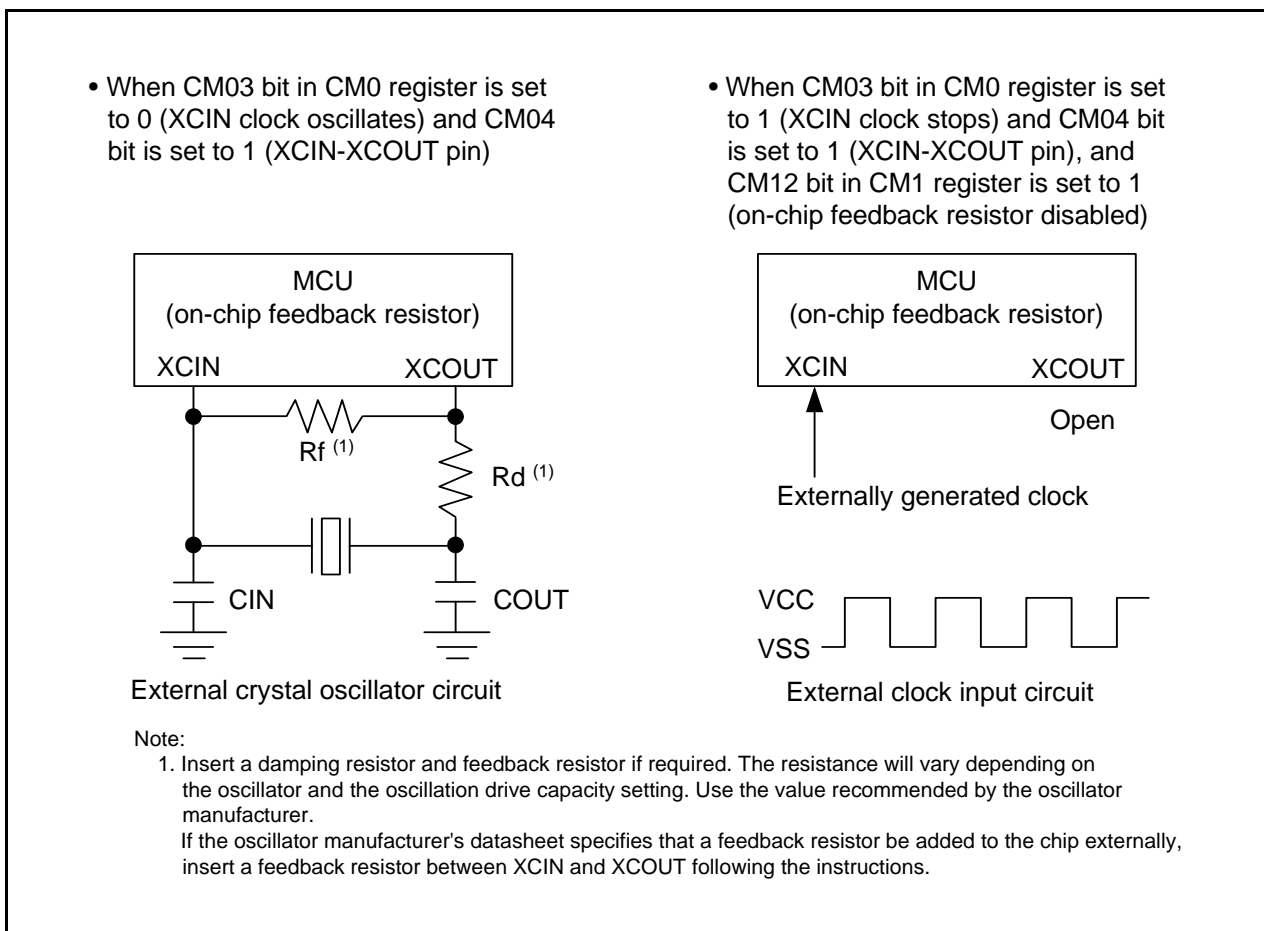 • When CM03 bit in CM0 register is set
to 0 (XCIN clock oscillates) and CM04
bit is set to 1 (XCIN-XCOUT pin)
MCU
(on-chip feedback resistor)
XCIN
XCOUT
Rf (1)
Rd (1)
CIN
COUT
External crystal oscillator circuit
• When CM03 bit in CM0 register is set
to 1 (XCIN clock stops) and CM04 bit
is set to 1 (XCIN-XCOUT pin), and
CM12 bit in CM1 register is set to 1
(on-chip feedback resistor disabled)
MCU
(on-chip feedback resistor)
XCIN
XCOUT
Open
Externally generated clock
VCC
VSS
External clock input circuit
Note:
1. Insert a damping resistor and feedback resistor if required. The resistance will vary depending on
the oscillator and the oscillation drive capacity setting. Use the value recommended by the oscillator
manufacturer.
If the oscillator manufacturer's datasheet specifies that a feedback resistor be added to the chip externally,
insert a feedback resistor between XCIN and XCOUT following the instructions.